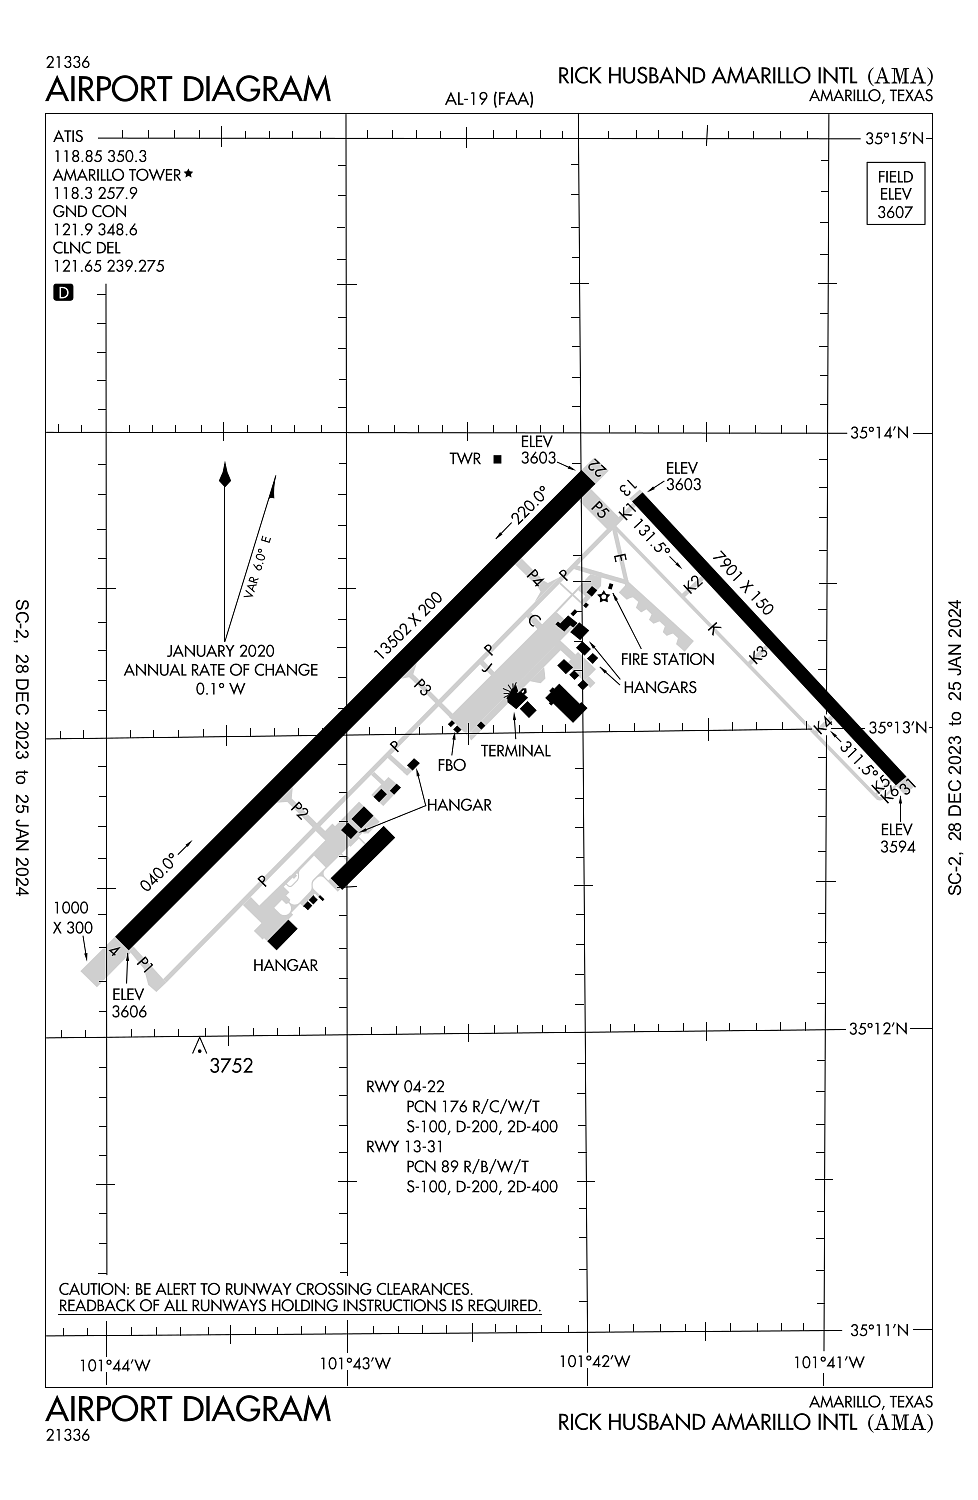 21336
AIRPORT DIAGRAM
AL-19 (FAA)
RICK HUSBAND AMARILLO INTL (AMA)
AMARILLO, TEXAS
ATIS
118.85 350.3
AMARILLO TOWER★
118.3 257.9
GND CON
121.9 348.6
CLNC DEL
121.65 239.275
D
35°15'N
FIELD
ELEV
3607
35°14'N
TWR
ELEV
3603
22
ELEV
3603
13
K1
P5
220.0°
131.5°
E
P
P4
K2
7901 X 150
VAR 6.0° E
13502 X 200
C
K
JANUARY 2020
ANNUAL RATE OF CHANGE
0.1° W
P
L
K3
FIRE STATION
HANGARS
P3
K4
35°13'N
P
TERMINAL
FBO
311.5°
K5
K6
31
HANGAR
P2
ELEV
3594
040.0°
P
1000
X 300
4
P1
HANGAR
ELEV
3606
35°12'N
3752
RWY 04-22
PCN 176 R/C/W/T
S-100, D-200, 2D-400
RWY 13-31
PCN 89 R/B/W/T
S-100, D-200, 2D-400
CAUTION: BE ALERT TO RUNWAY CROSSING CLEARANCES.
READBACK OF ALL RUNWAYS HOLDING INSTRUCTIONS IS REQUIRED.
35°11'N
101°44'W
101°43'W
101°42'W
101°41'W
SC-2, 28 DEC 2023 to 25 JAN 2024
SC-2, 28 DEC 2023 to 25 JAN 2024
AIRPORT DIAGRAM
21336
AMARILLO, TEXAS
RICK HUSBAND AMARILLO INTL (AMA)